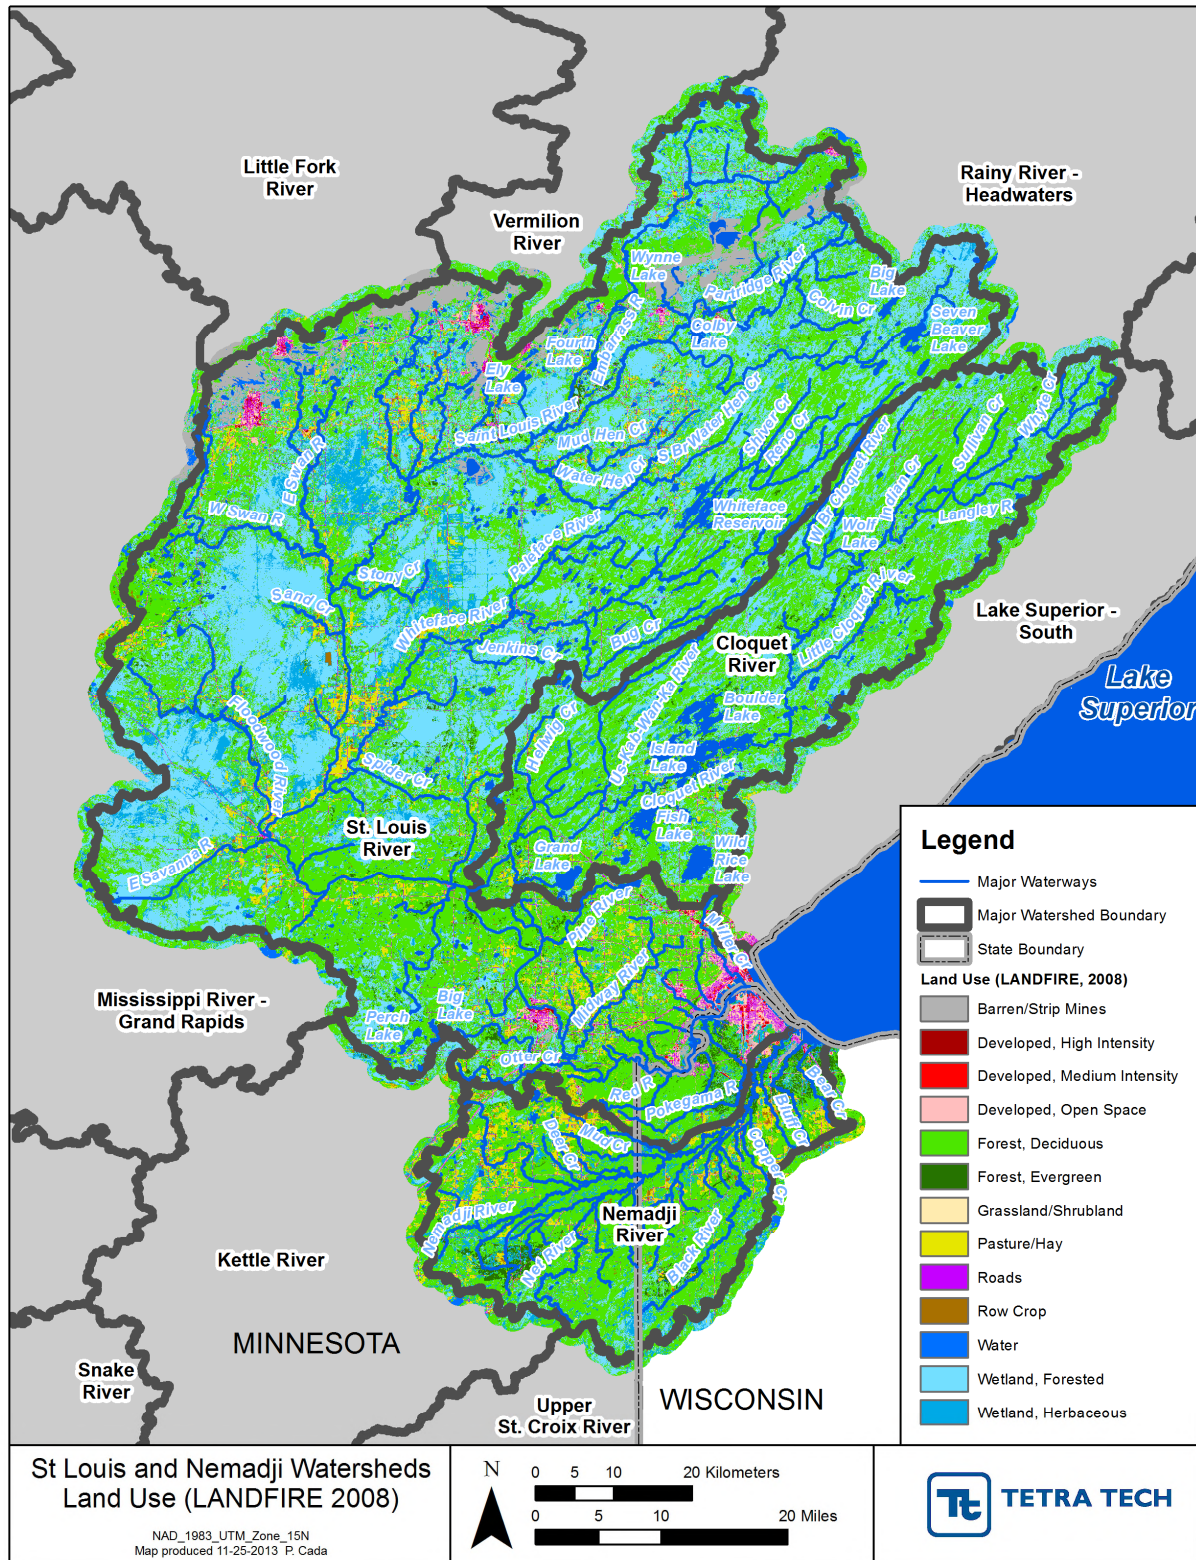 Little Fork
River
Vermilion
River
Rainy River -
Headwaters
Wynne
Lake
Partridge River
Big
Lake
Colvin Cr
Seven
Beaver
Lake
Embarrass R
Colby
Lake
Fourth
Lake
Ely
Lake
Saint Louis River
Mud Hen Cr
Water Hen Cr
S Br Water Hen Cr
Shiver Cr
Reno Cr
W Br Cloquet River
Indian Cr
Sullivan Cr
Whyte Cr
Langley R
Wolf
Lake
Whiteface
Reservoir
E Swan R
W Swan R
Stony Cr
Paleface River
Sand Cr
Whiteface River
Jenkins Cr
Bug Cr
Little Cloquet River
Cloquet
River
Lake Superior -
South
Lake
Superior
Boulder
Lake
Us-Kab-Wan-Ka River
Hellwig Cr
Island
Lake
Cloquet River
Fish
Lake
Wild
Rice
Lake
Grand
Lake
Floodwood River
Spider Cr
St. Louis
River
E Savanna R
Pine River
Miller Cr
Midway River
Big
Lake
Perch
Lake
Otter Cr
Mississippi River -
Grand Rapids
Red R
Pokegama R
Bear Cr
Bluff Cr
Copper Cr
Mud Cr
Deer Cr
Nemadji River
Nemadji
River
Net River
Black River
Kettle River
MINNESOTA
Snake
River
WISCONSIN
Upper
St. Croix River
Legend
Major Waterways
Major Watershed Boundary
State Boundary
Land Use (LANDFIRE, 2008)
Barren/Strip Mines
Developed, High Intensity
Developed, Medium Intensity
Developed, Open Space
Forest, Deciduous
Forest, Evergreen
Grassland/Shrubland
Pasture/Hay
Roads
Row Crop
Water
Wetland, Forested
Wetland, Herbaceous
St Louis and Nemadji Watersheds
Land Use (LANDFIRE 2008)
NAD_1983_UTM_Zone_15N
Map produced 11-25-2013 P. Cada
N
0 5 10 20 Kilometers
0 5 10 20 Miles
Tt TETRA TECH